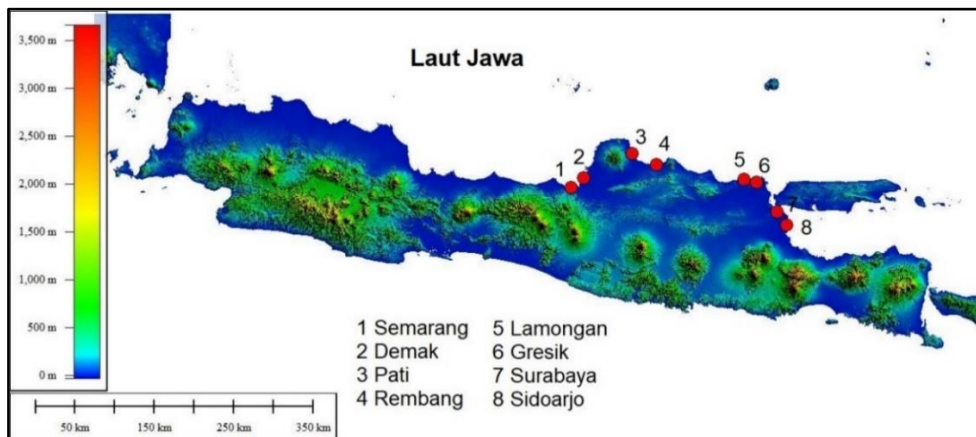 3,500 m
3,000 m
2,500 m
2,000 m
1,500 m
1,000 m
500 m
0 m
Laut Jawa
1
2
3
4
5
6
7
8
1 Semarang
2 Demak
3 Pati
4 Rembang
5 Lamongan
6 Gresik
7 Surabaya
8 Sidoarjo
50 km
150 km
250 km
350 km